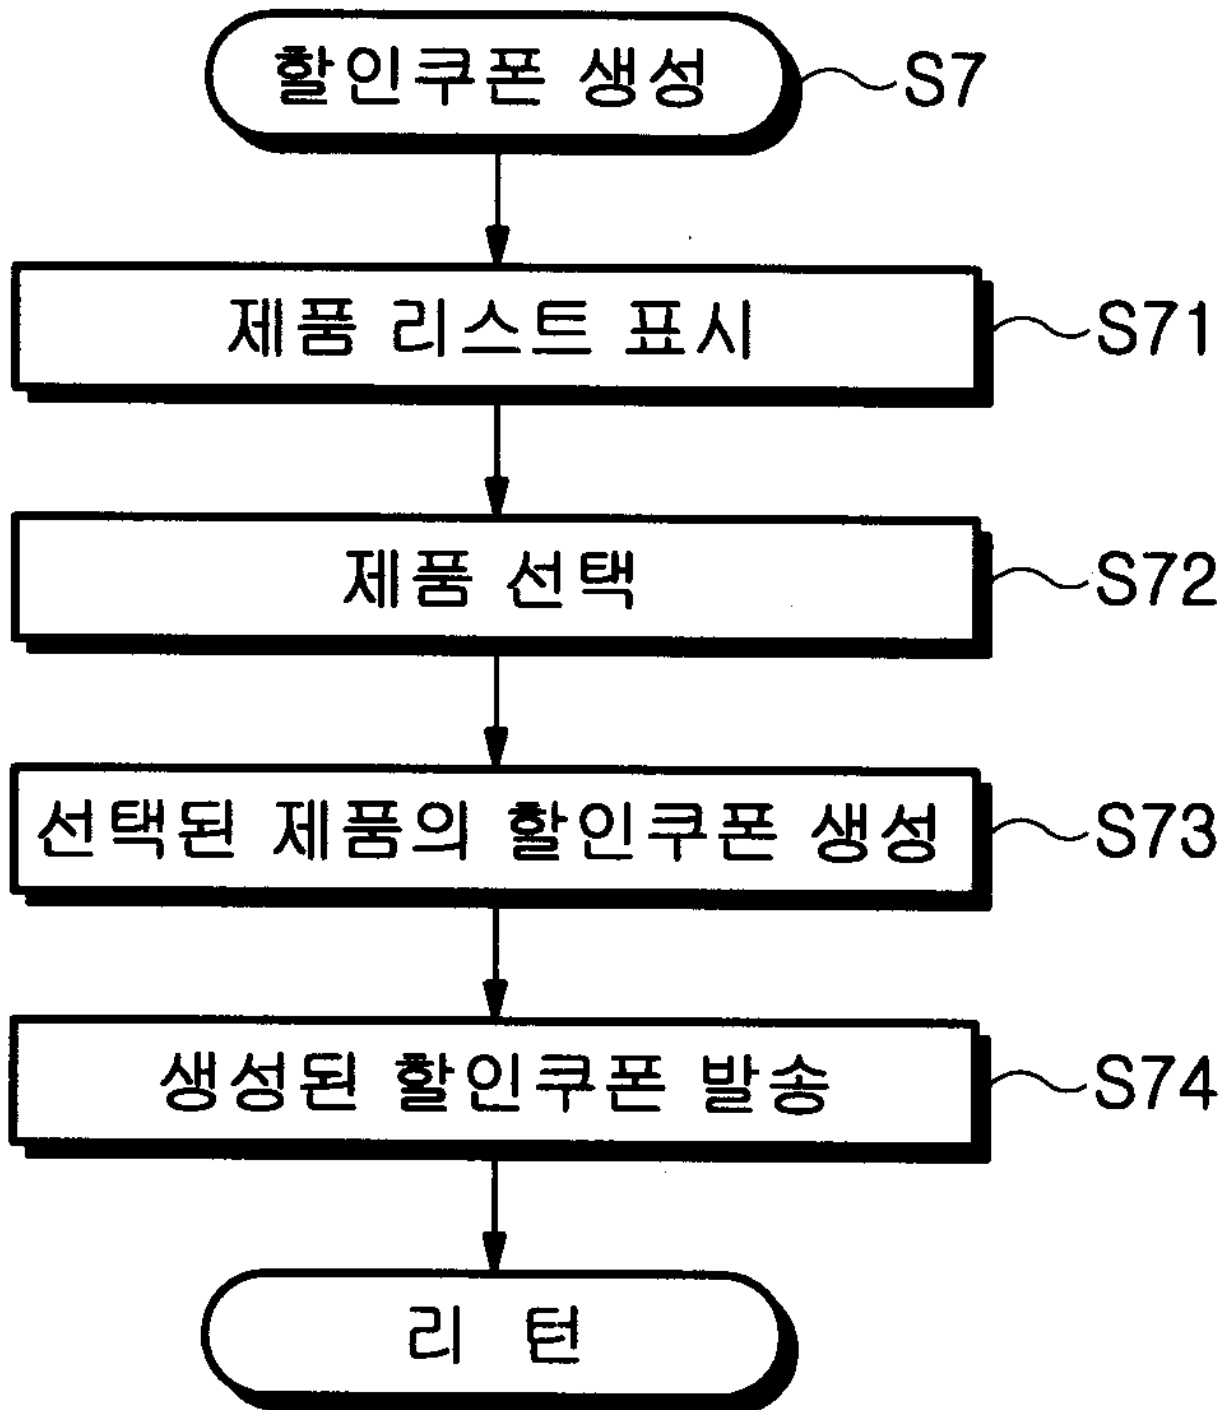 할인쿠폰 생성 S7
제품 리스트 표시 S71
제품 선택 S72
선택된 제품의 할인쿠폰 생성 S73
생성된 할인쿠폰 발송 S74
리 턴